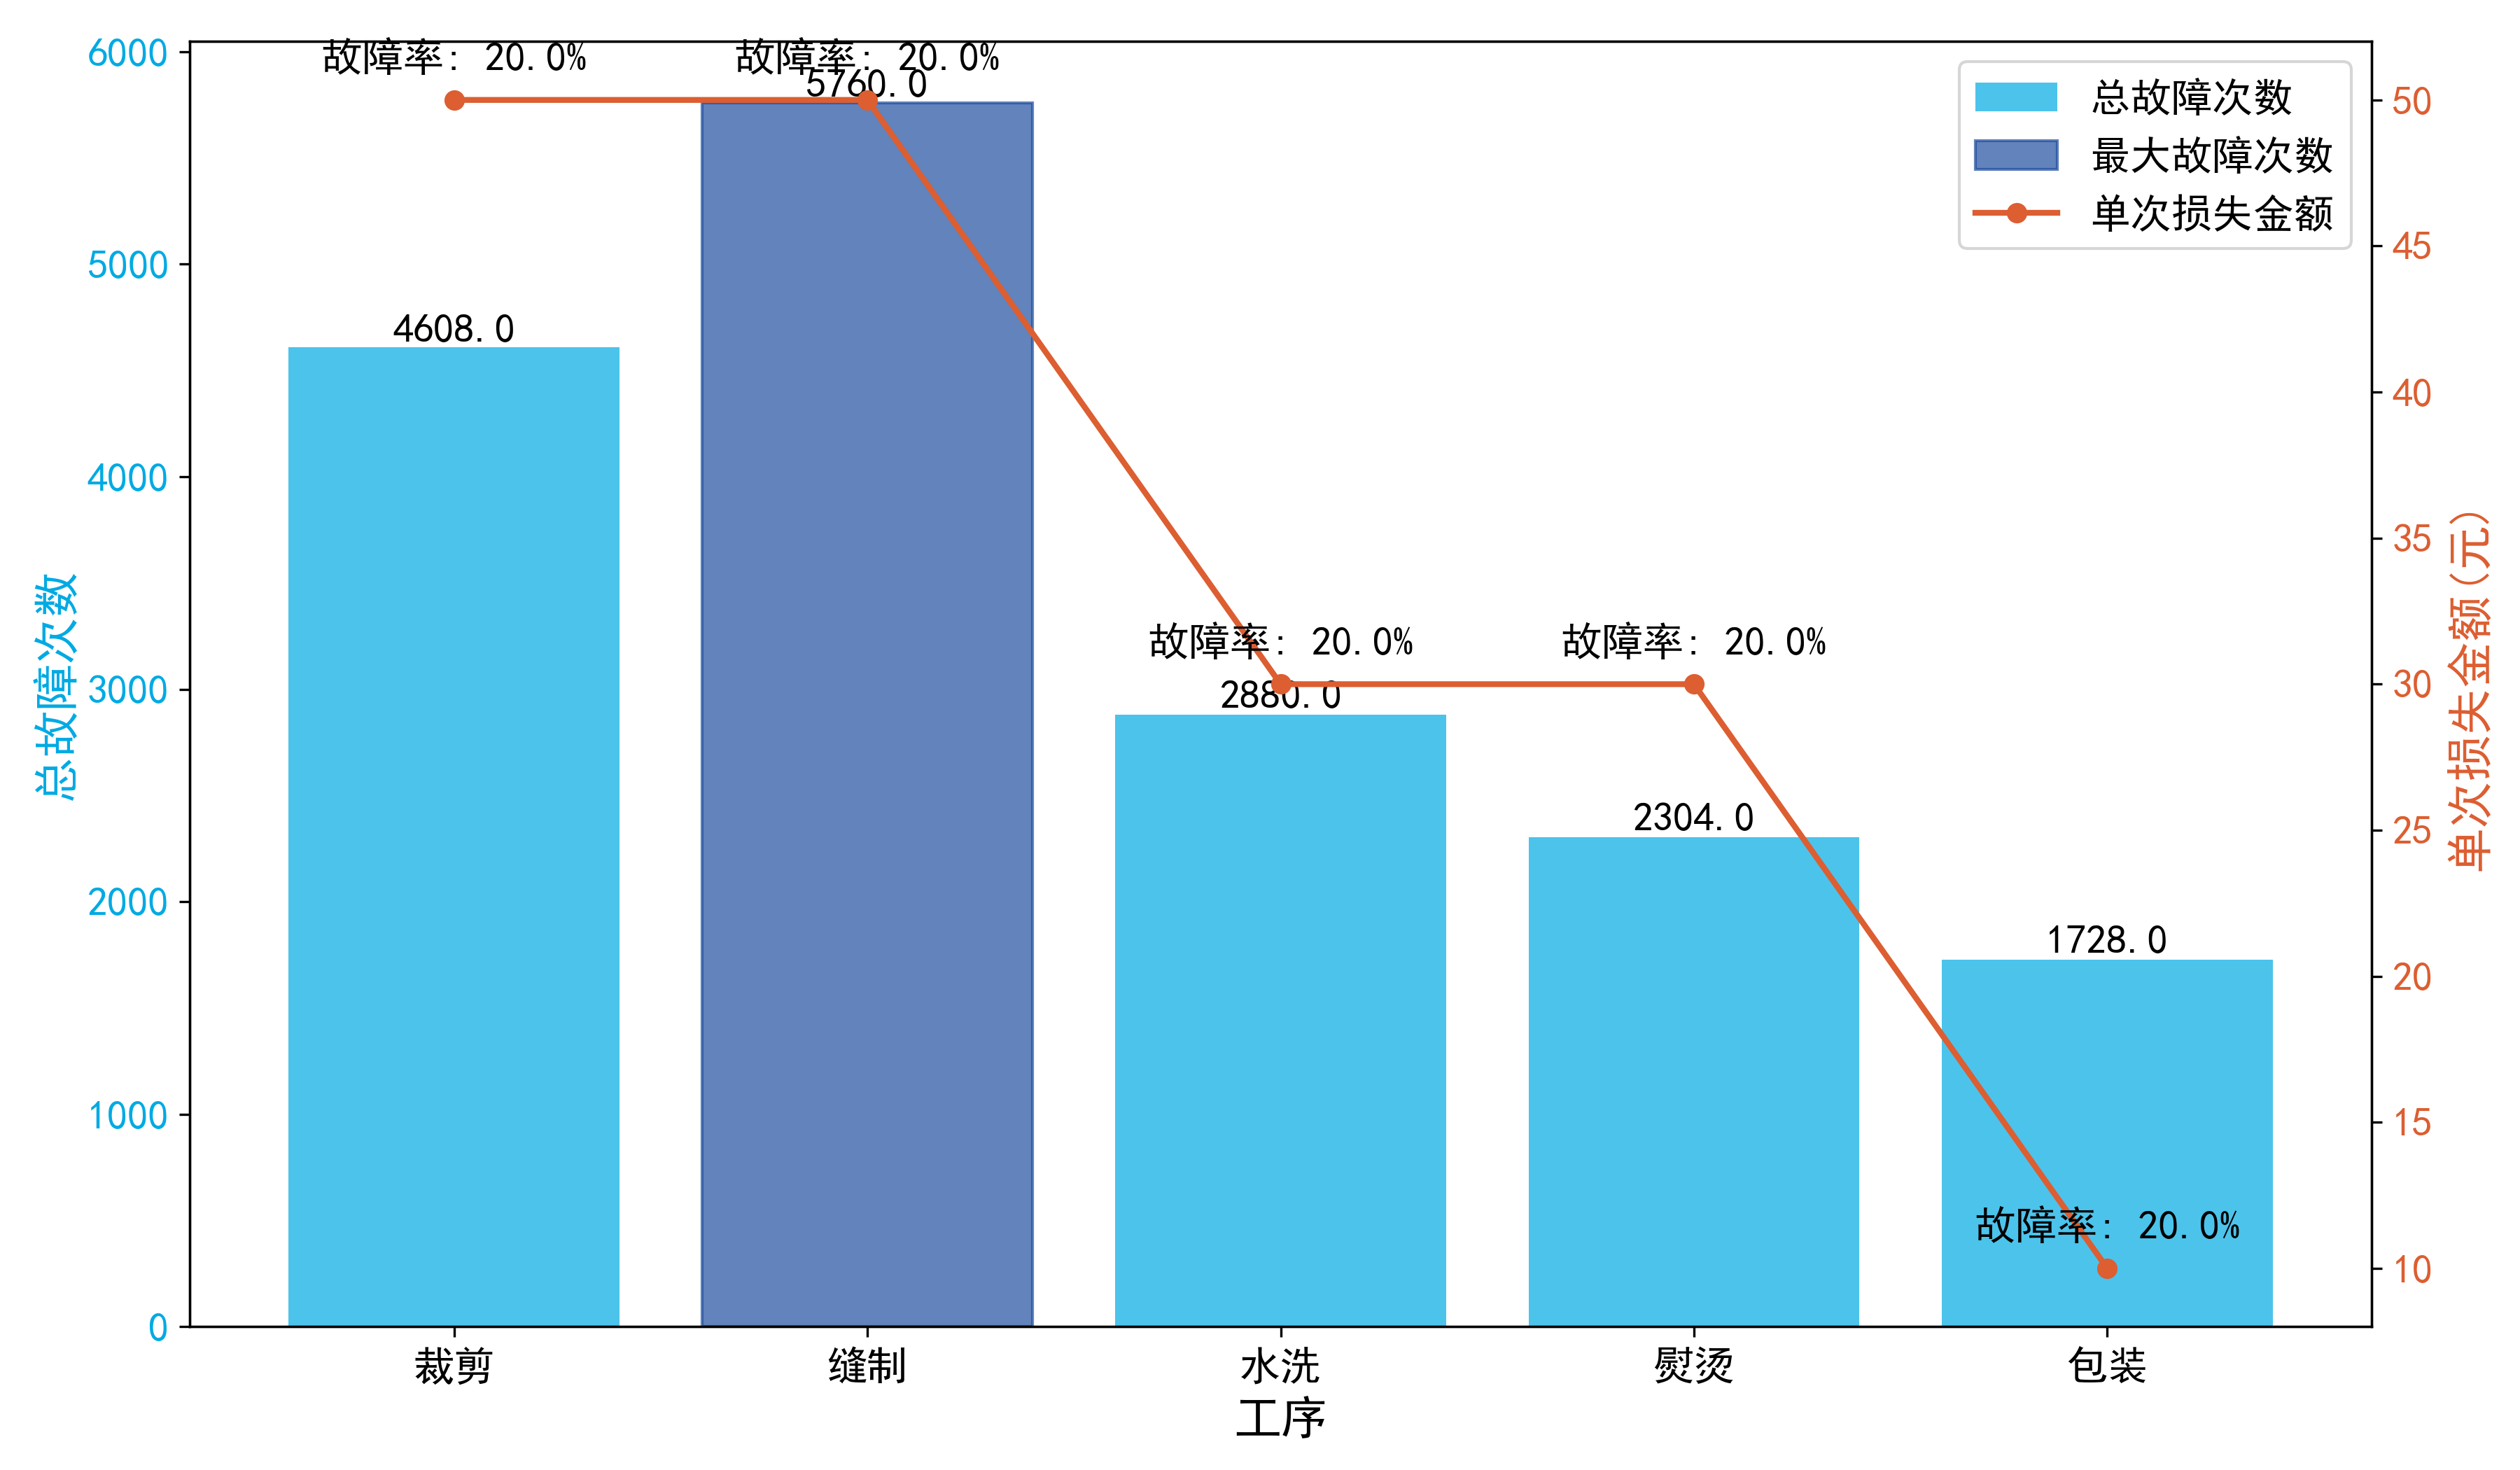 故障率: 20.0%
故障率: 20.0%
5760.0
4608.0
故障率: 20.0%
故障率: 20.0%
2880.0
2304.0
1728.0
故障率: 20.0%
总故障次数
最大故障次数
单次损失金额
6000
5000
4000
3000
2000
1000
0
总故障次数
50
45
40
35
30
25
20
15
10
单次损失金额(元)
裁剪
缝制
水洗
熨烫
包装
工序